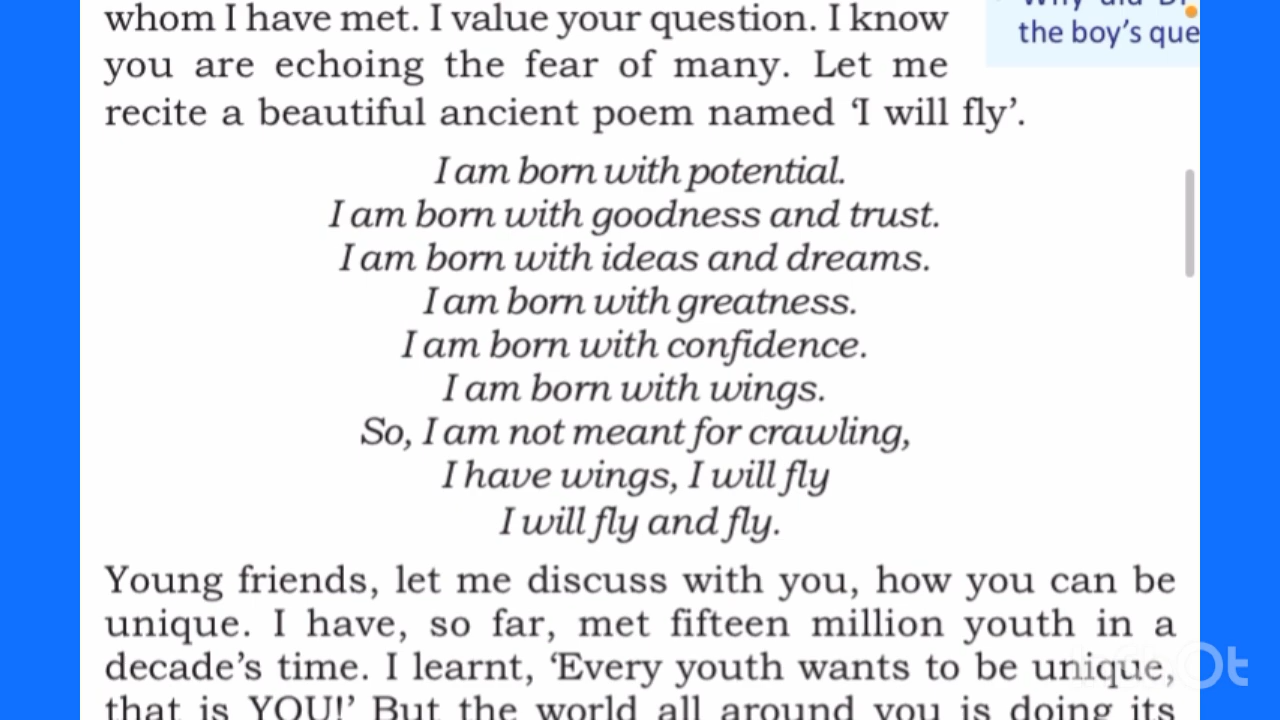 whom I have met. I value your question. I know
you are echoing the fear of many. Let me
recite a beautiful ancient poem named ‘I will fly’.
the boy’s que
I am born with potential.
I am born with goodness and trust.
I am born with ideas and dreams.
I am born with greatness.
I am born with confidence.
I am born with wings.
So, I am not meant for crawling,
I have wings, I will fly
I will fly and fly.
Young friends, let me discuss with you, how you can be
unique. I have, so far, met fifteen million youth in a
decade’s time. I learnt, ‘Every youth wants to be unique,
that is YOU!’ But the world all around you is doing its